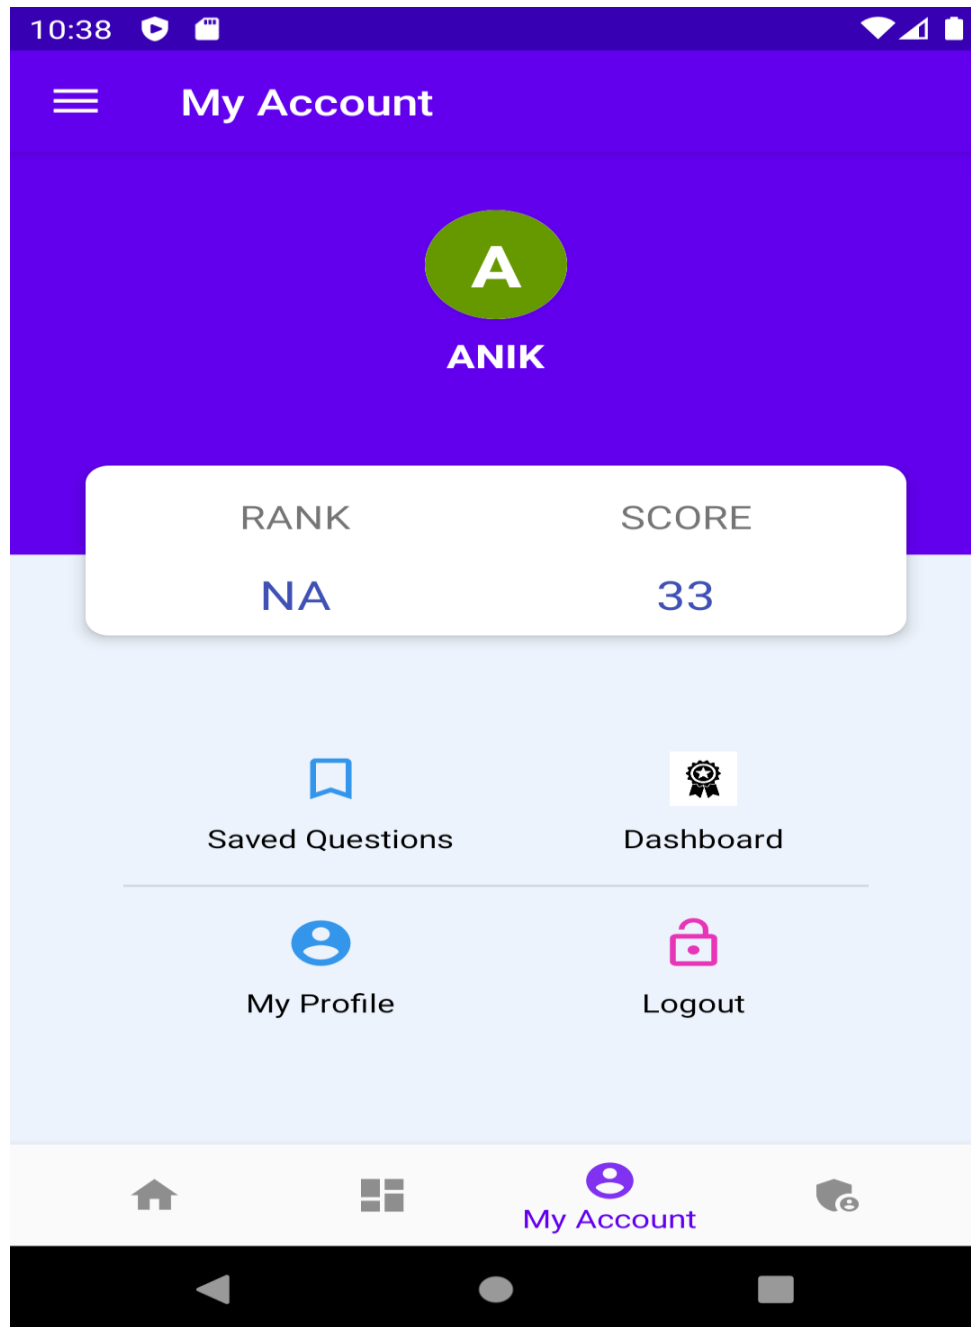 10:38
My Account
A
ANIK
RANK SCORE
NA 33
Saved Questions Dashboard
My Profile Logout
My Account